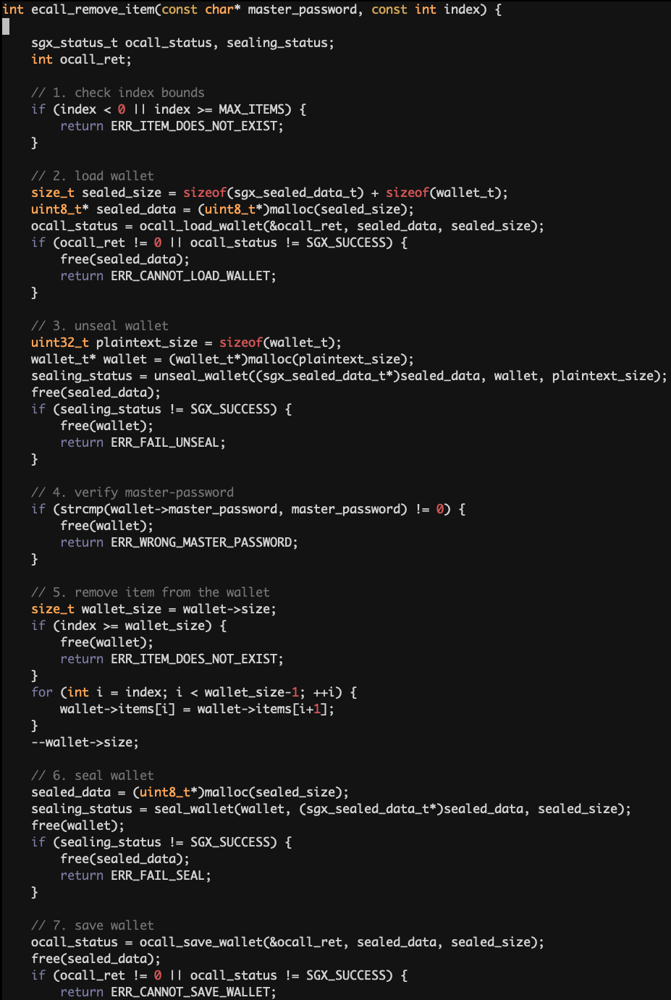 int ecall_remove_item(const char* master_password, const int index) {

    sgx_status_t ocall_status, sealing_status;
    int ocall_ret;

    // 1. check index bounds
    if (index < 0 || index >= MAX_ITEMS) {
        return ERR_ITEM_DOES_NOT_EXIST;
    }

    // 2. load wallet
    size_t sealed_size = sizeof(sgx_sealed_data_t) + sizeof(wallet_t);
    uint8_t* sealed_data = (uint8_t*)malloc(sealed_size);
    ocall_status = ocall_load_wallet(&ocall_ret, sealed_data, sealed_size);
    if (ocall_ret != 0 || ocall_status != SGX_SUCCESS) {
        free(sealed_data);
        return ERR_CANNOT_LOAD_WALLET;
    }

    // 3. unseal wallet
    uint32_t plaintext_size = sizeof(wallet_t);
    wallet_t* wallet = (wallet_t*)malloc(plaintext_size);
    sealing_status = unseal_wallet((sgx_sealed_data_t*)sealed_data, wallet, plaintext_size);
    free(sealed_data);
    if (sealing_status != SGX_SUCCESS) {
        free(wallet);
        return ERR_FAIL_UNSEAL;
    }

    // 4. verify master-password
    if (strcmp(wallet->master_password, master_password) != 0) {
        free(wallet);
        return ERR_WRONG_MASTER_PASSWORD;
    }

    // 5. remove item from the wallet
    size_t wallet_size = wallet->size;
    if (index >= wallet_size) {
        free(wallet);
        return ERR_ITEM_DOES_NOT_EXIST;
    }
    for (int i = index; i < wallet_size-1; ++i) {
        wallet->items[i] = wallet->items[i+1];
    }
    --wallet->size;

    // 6. seal wallet
    sealed_data = (uint8_t*)malloc(sealed_size);
    sealing_status = seal_wallet(wallet, (sgx_sealed_data_t*)sealed_data, sealed_size);
    free(wallet);
    if (sealing_status != SGX_SUCCESS) {
        free(sealed_data);
        return ERR_FAIL_SEAL;
    }

    // 7. save wallet
    ocall_status = ocall_save_wallet(&ocall_ret, sealed_data, sealed_size);
    free(sealed_data);
    if (ocall_ret != 0 || ocall_status != SGX_SUCCESS) {
        return ERR_CANNOT_SAVE_WALLET;